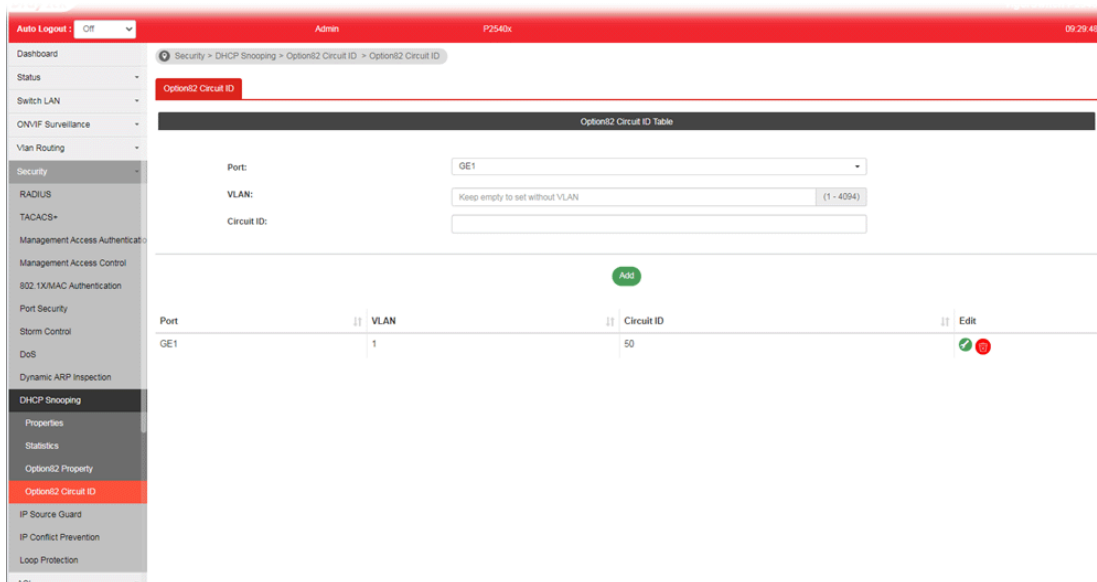 Auto Logout : Off Admin P2540x 09:29:48
Dashboard
Status
Switch LAN
ONVIF Surveillance
Vlan Routing
Security
RADIUS
TACACS+
Management Access Authenticatio
Management Access Control
802.1X/MAC Authentication
Port Security
Storm Control
DoS
Dynamic ARP Inspection
DHCP Snooping
Properties
Statistics
Option82 Property
Option82 Circuit ID
IP Source Guard
IP Conflict Prevention
Loop Protection
Security > DHCP Snooping > Option82 Circuit ID > Option82 Circuit ID
Option82 Circuit ID
Option82 Circuit ID Table
Port: GE1
VLAN: Keep empty to set without VLAN (1 - 4094)
Circuit ID:
Add
Port VLAN Circuit ID Edit
GE1 1 50